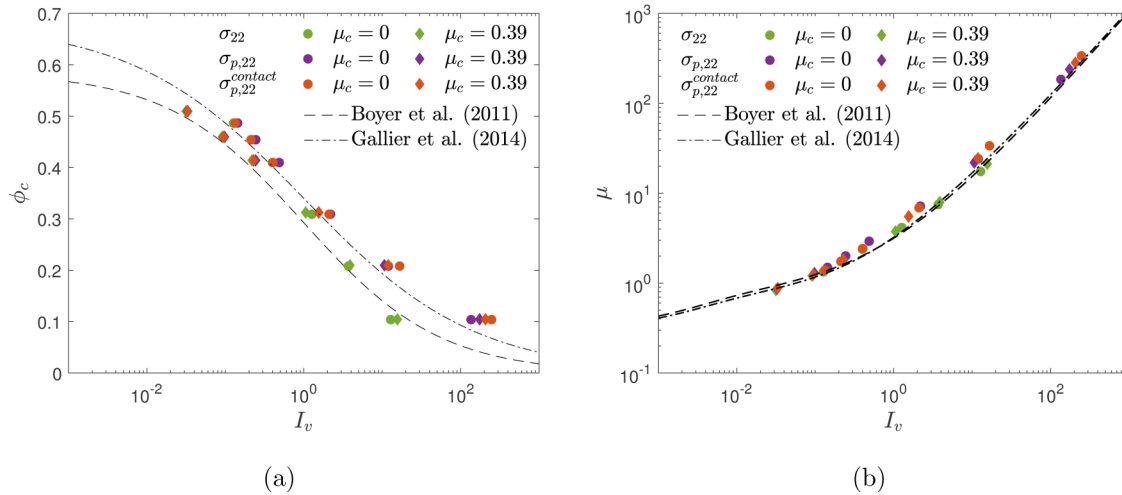 0.7
0.6
0.5
0.4
0.3
0.2
0.1
0
ϕ_c
σ_22 μ_c = 0 μ_c = 0.39
σ_{p,22} μ_c = 0 μ_c = 0.39
σ_{p,22}^{contact} μ_c = 0 μ_c = 0.39
Boyer et al. (2011)
Gallier et al. (2014)
10^{-2} 10^0 10^2
I_v
(a)
10^3
10^2
10^1
10^0
10^{-1}
μ
σ_22 μ_c = 0 μ_c = 0.39
σ_{p,22} μ_c = 0 μ_c = 0.39
σ_{p,22}^{contact} μ_c = 0 μ_c = 0.39
Boyer et al. (2011)
Gallier et al. (2014)
10^{-2} 10^0 10^2
I_v
(b)